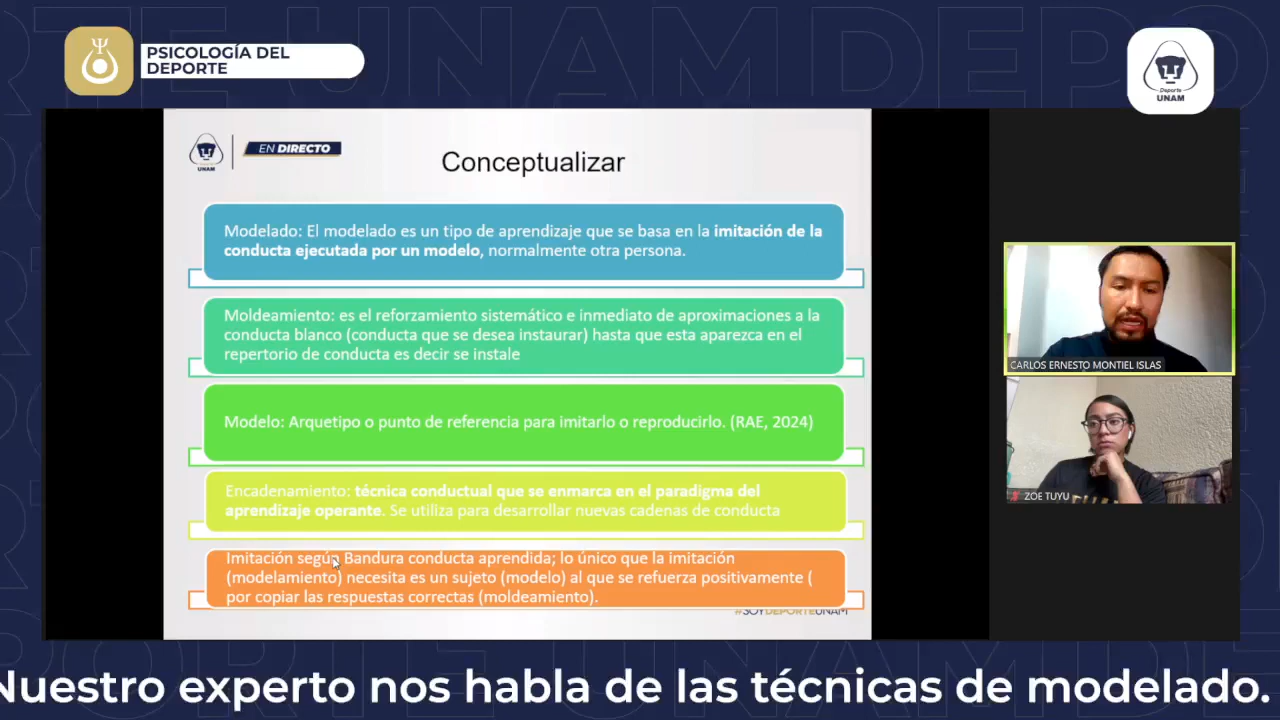 PSICOLOGÍA DEL
DEPORTE
Deporte
UNAM
UNAM
EN DIRECTO
Conceptualizar
Modelado: El modelado es un tipo de aprendizaje que se basa en la imitación de la
conducta ejecutada por un modelo, normalmente otra persona.
Moldeamiento: es el reforzamiento sistemático e inmediato de aproximaciones a la
conducta blanco (conducta que se desea instaurar) hasta que esta aparezca en el
repertorio de conducta es decir se instale
Modelo: Arquetipo o punto de referencia para imitarlo o reproducirlo. (RAE, 2024)
Encadenamiento: técnica conductual que se enmarca en el paradigma del
aprendizaje operante. Se utiliza para desarrollar nuevas cadenas de conducta
Imitación según Bandura conducta aprendida; lo único que la imitación
(modelamiento) necesita es un sujeto (modelo) al que se refuerza positivamente (
por copiar las respuestas correctas (moldeamiento).
#SOYDEPORTEUNAM
CARLOS ERNESTO MONTIEL ISLAS
ZOE TUYU
Nuestro experto nos habla de las técnicas de modelado.